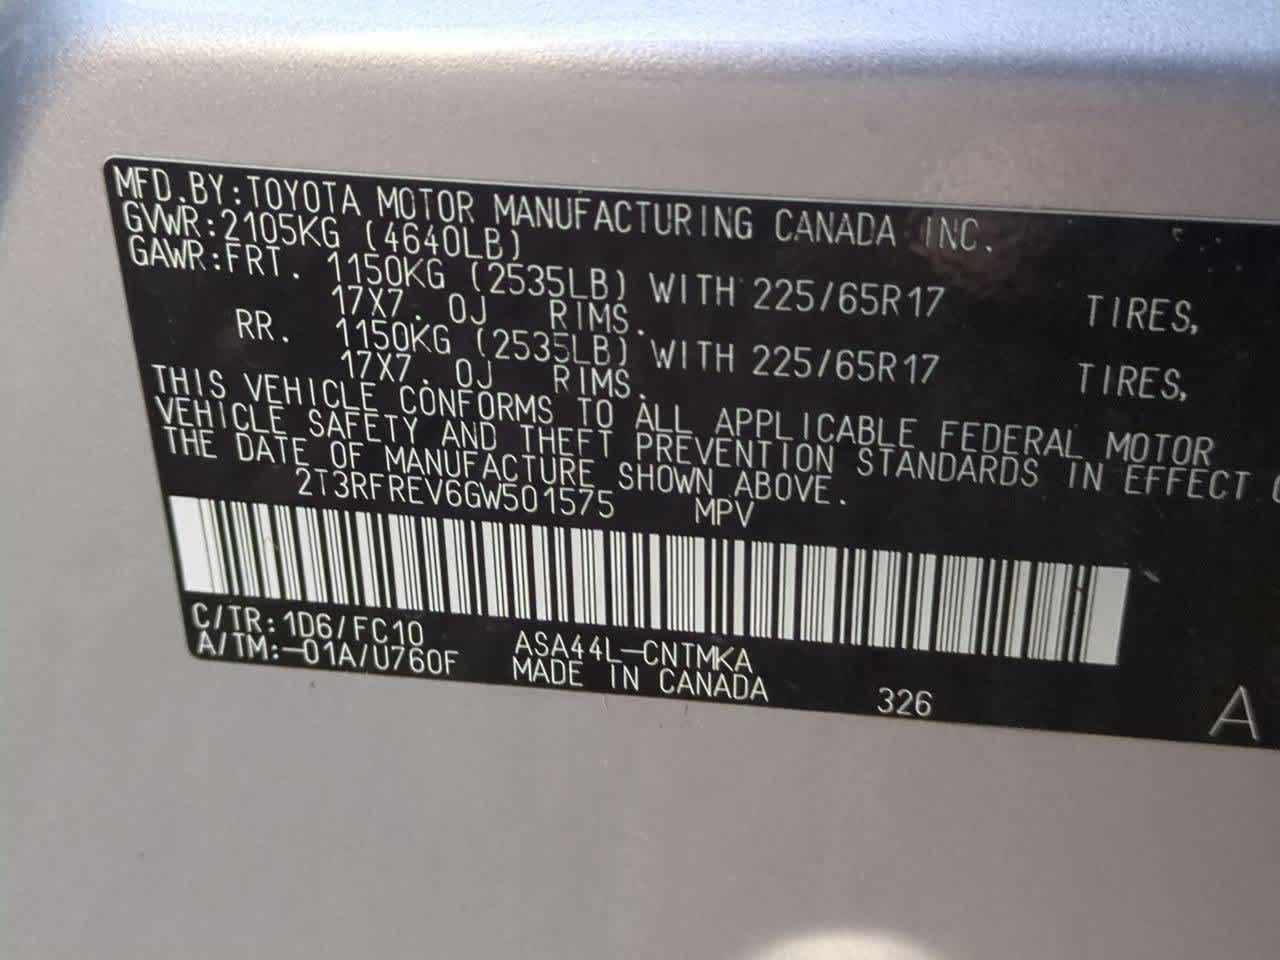 MFD.BY:TOYOTA MOTOR MANUFACTURING CANADA INC.
GVWR:2105KG (4640LB)
GAWR:FRT. 1150KG (2535LB) WITH 225/65R17 TIRES,
17X7.0J RIMS.
RR. 1150KG (2535LB) WITH 225/65R17 TIRES,
17X7.0J RIMS.
THIS VEHICLE CONFORMS TO ALL APPLICABLE FEDERAL MOTOR
VEHICLE SAFETY AND THEFT PREVENTION STANDARDS IN EFFECT
THE DATE OF MANUFACTURE SHOWN ABOVE.
2T3RFREV6GW501575 MPV
C/TR:1D6/FC10 ASA44L-CNTMKA
A/TM:-01A/U760F MADE IN CANADA 326 A